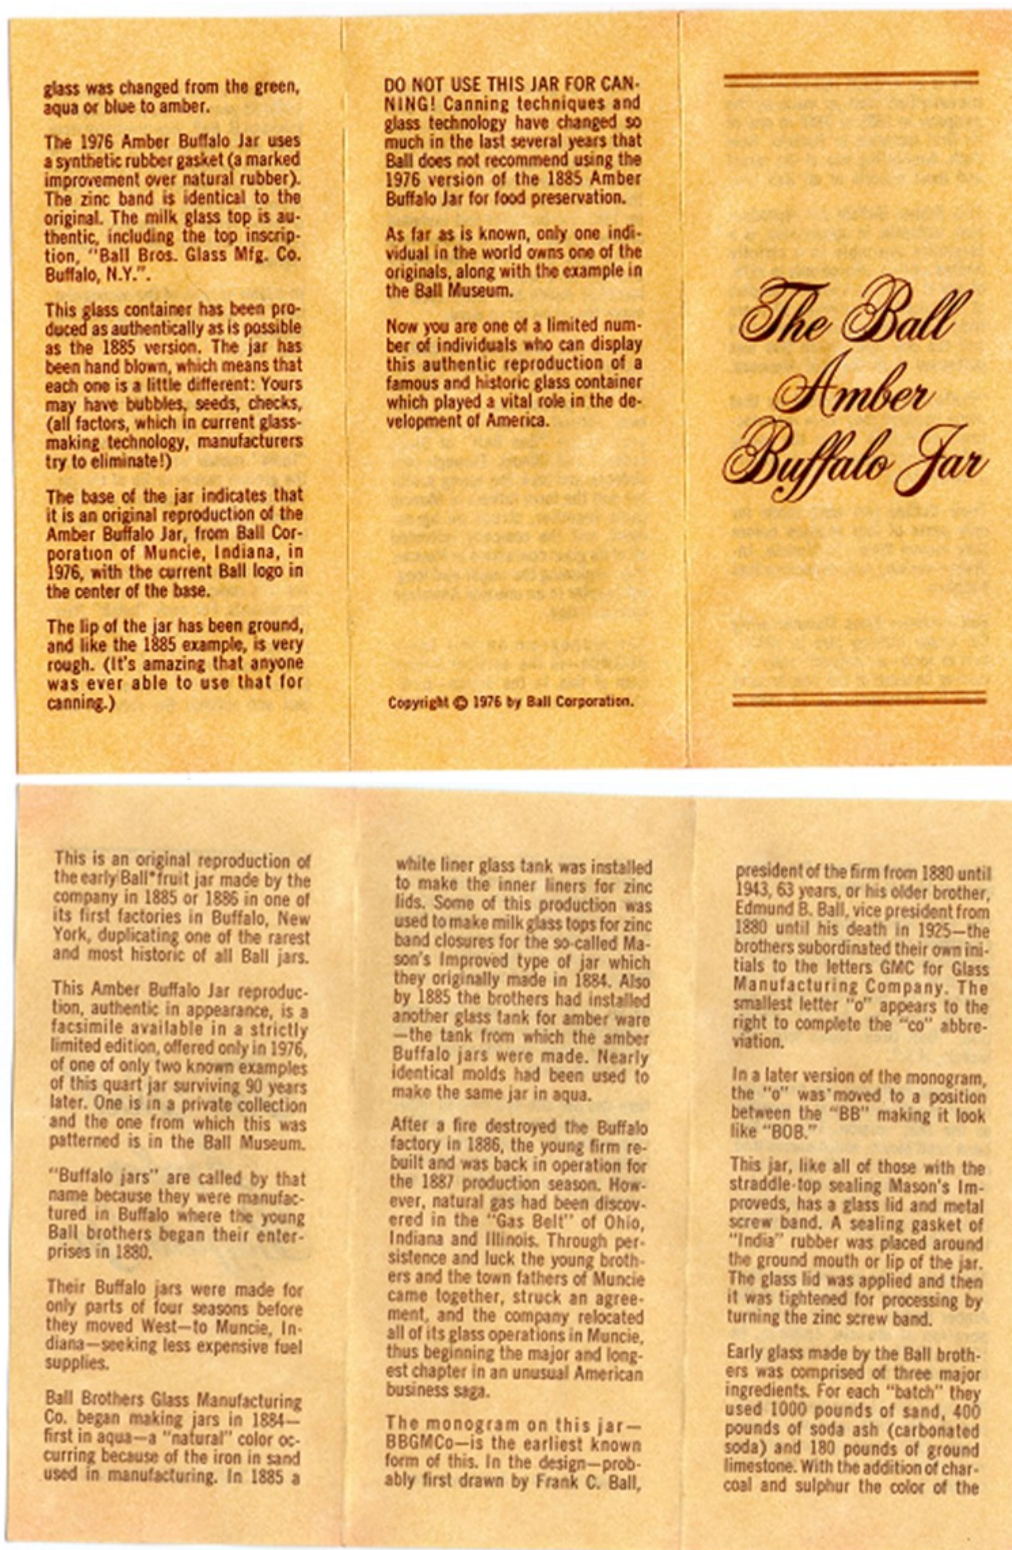 glass was changed from the green,
aqua or blue to amber.
The 1976 Amber Buffalo Jar uses
a synthetic rubber gasket (a marked
improvement over natural rubber).
The zinc band is identical to the
original. The milk glass top is au-
thentic, including the top inscrip-
tion, "Ball Bros. Glass Mfg. Co.
Buffalo, N.Y.".
This glass container has been pro-
duced as authentically as is possible
as the 1885 version. The jar has
been hand blown, which means that
each one is a little different: Yours
may have bubbles, seeds, checks,
(all factors, which in current glass-
making technology, manufacturers
try to eliminate!)
The base of the jar indicates that
it is an original reproduction of the
Amber Buffalo Jar, from Ball Cor-
poration of Muncie, Indiana, in
1976, with the current Ball logo in
the center of the base.
The lip of the jar has been ground,
and like the 1885 example, is very
rough. (It's amazing that anyone
was ever able to use that for
canning.)
DO NOT USE THIS JAR FOR CAN-
NING! Canning techniques and
glass technology have changed so
much in the last several years that
Ball does not recommend using the
1976 version of the 1885 Amber
Buffalo Jar for food preservation.
As far as is known, only one indi-
vidual in the world owns one of the
originals, along with the example in
the Ball Museum.
Now you are one of a limited num-
ber of individuals who can display
this authentic reproduction of a
famous and historic glass container
which played a vital role in the de-
velopment of America.
Copyright © 1976 by Ball Corporation.
The Ball
Amber
Buffalo Jar
This is an original reproduction of
the early Ball® fruit jar made by the
company in 1885 or 1886 in one of
its first factories in Buffalo, New
York, duplicating one of the rarest
and most historic of all Ball jars.
This Amber Buffalo Jar reproduc-
tion, authentic in appearance, is a
facsimile available in a strictly
limited edition, offered only in 1976,
of one of only two known examples
of this quart jar surviving 90 years
later. One is in a private collection
and the one from which this was
patterned is in the Ball Museum.
"Buffalo jars" are called by that
name because they were manufac-
tured in Buffalo where the young
Ball brothers began their enter-
prises in 1880.
Their Buffalo jars were made for
only parts of four seasons before
they moved West—to Muncie, In-
diana—seeking less expensive fuel
supplies.
Ball Brothers Glass Manufacturing
Co. began making jars in 1884—
first in aqua—a "natural" color oc-
curring because of the iron in sand
used in manufacturing. In 1885 a
white liner glass tank was installed
to make the inner liners for zinc
lids. Some of this production was
used to make milk glass tops for zinc
band closures for the so-called Ma-
son's Improved type of jar which
they originally made in 1884. Also
by 1885 the brothers had installed
another glass tank for amber ware
—the tank from which the amber
Buffalo jars were made. Nearly
identical molds had been used to
make the same jar in aqua.
After a fire destroyed the Buffalo
factory in 1886, the young firm re-
built and was back in operation for
the 1887 production season. How-
ever, natural gas had been discov-
ered in the "Gas Belt" of Ohio,
Indiana and Illinois. Through per-
sistence and luck the young broth-
ers and the town fathers of Muncie
came together, struck an agree-
ment, and the company relocated
all of its glass operations in Muncie,
thus beginning the major and long-
est chapter in an unusual American
business saga.
The monogram on this jar—
BBGMCo—is the earliest known
form of this. In the design—prob-
ably first drawn by Frank C. Ball,
president of the firm from 1880 until
1943, 63 years, or his older brother,
Edmund B. Ball, vice president from
1880 until his death in 1925—the
brothers subordinated their own ini-
tials to the letters GMC for Glass
Manufacturing Company. The
smallest letter "o" appears to the
right to complete the "co" abbre-
viation.
In a later version of the monogram,
the "o" was moved to a position
between the "BB" making it look
like "BOB."
This jar, like all of those with the
straddle-top sealing Mason's Im-
proveds, has a glass lid and metal
screw band. A sealing gasket of
"India" rubber was placed around
the ground mouth or lip of the jar.
The glass lid was applied and then
it was tightened for processing by
turning the zinc screw band.
Early glass made by the Ball broth-
ers was comprised of three major
ingredients. For each "batch" they
used 1000 pounds of sand, 400
pounds of soda ash (carbonated
soda) and 180 pounds of ground
limestone. With the addition of char-
coal and sulphur the color of the